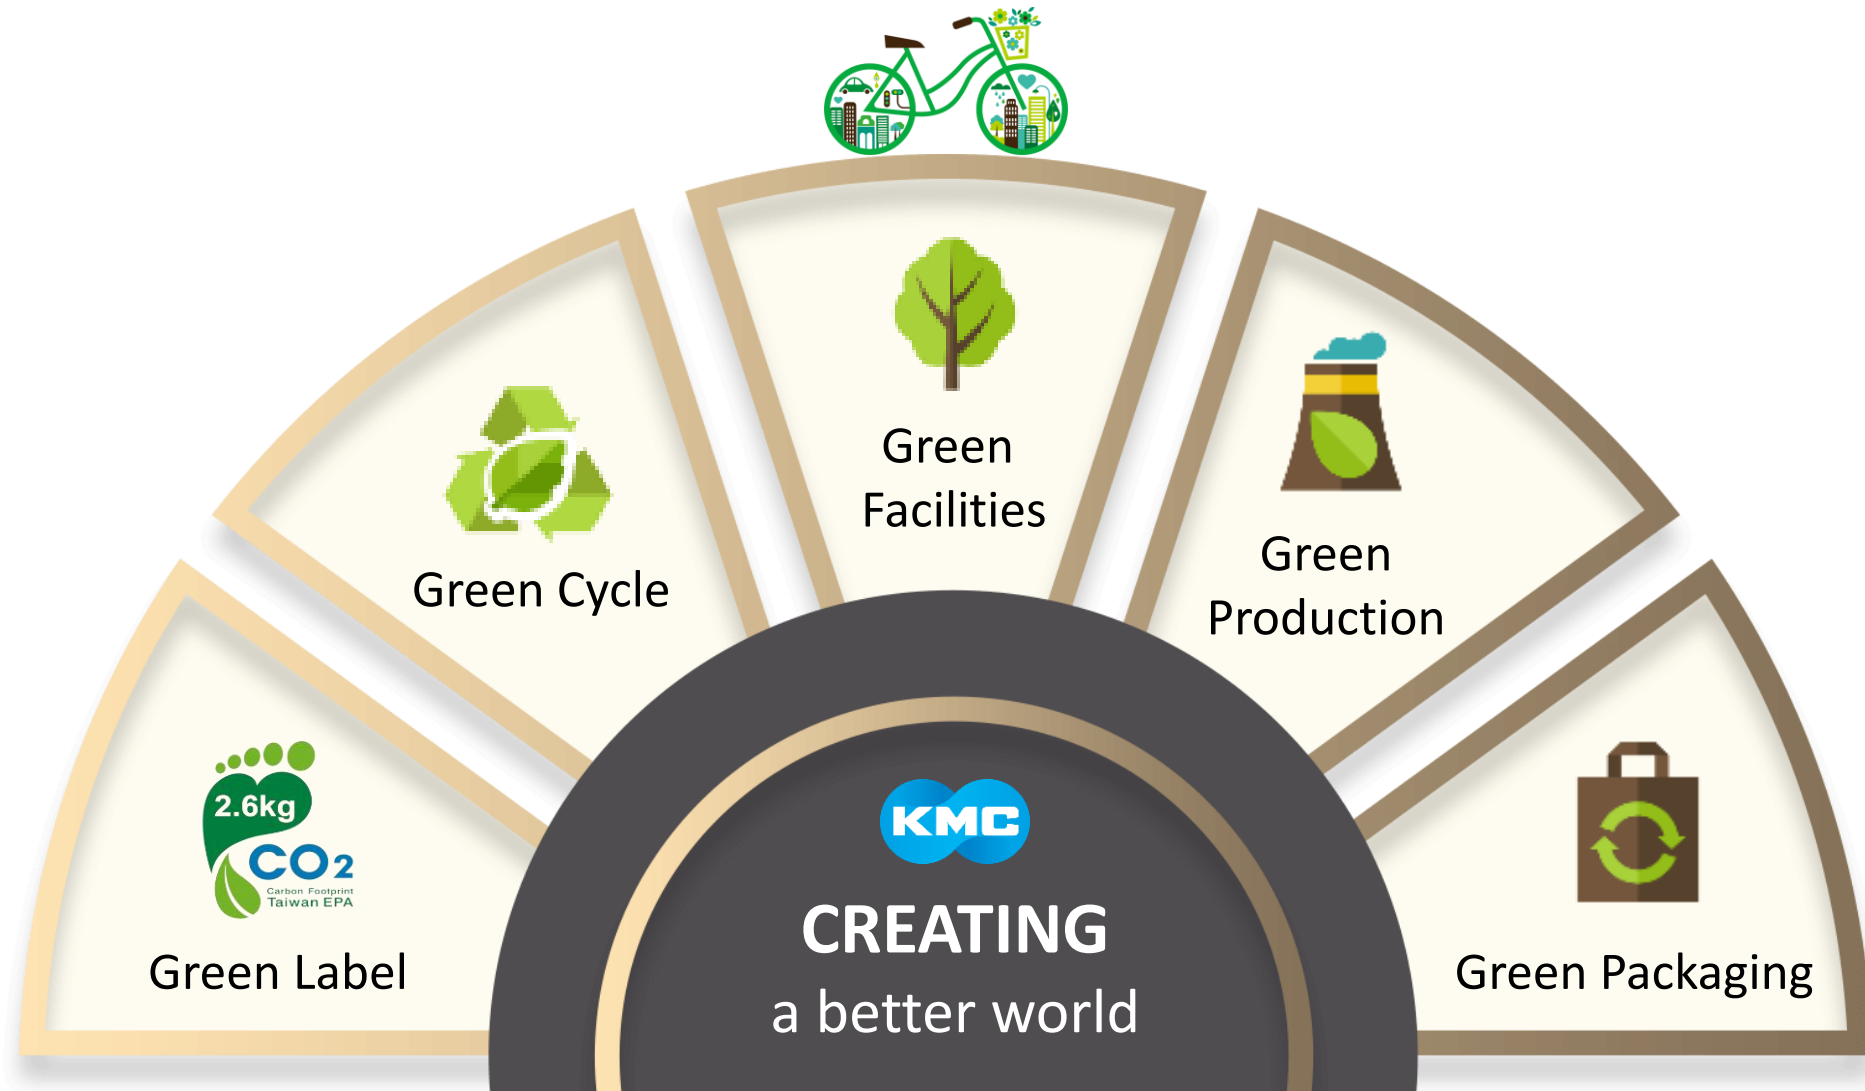 Green
Facilities
Green Cycle
Green
Production
2.6kg
CO2
Carbon Footprint
Taiwan EPA
Green Label
KMC
CREATING
a better world
Green Packaging